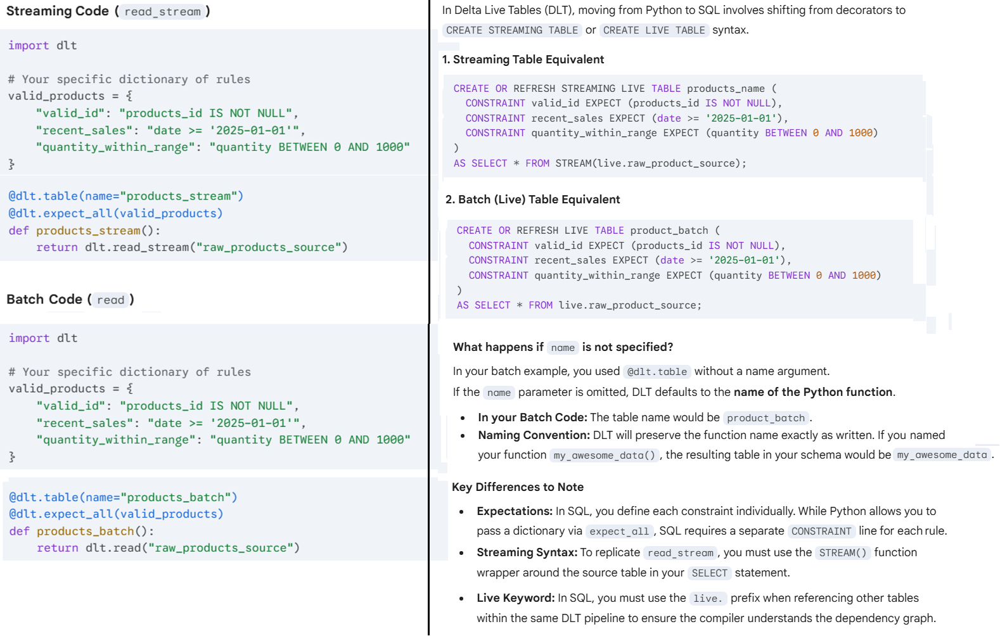 Streaming Code (read_stream)
import dlt
# Your specific dictionary of rules
valid_products = {
    "valid_id": "products_id IS NOT NULL",
    "recent_sales": "date >= '2025-01-01'",
    "quantity_within_range": "quantity BETWEEN 0 AND 1000"
}
@dlt.table(name="products_stream")
@dlt.expect_all(valid_products)
def products_stream():
    return dlt.read_stream("raw_products_source")
Batch Code (read)
import dlt
# Your specific dictionary of rules
valid_products = {
    "valid_id": "products_id IS NOT NULL",
    "recent_sales": "date >= '2025-01-01'",
    "quantity_within_range": "quantity BETWEEN 0 AND 1000"
}
@dlt.table(name="products_batch")
@dlt.expect_all(valid_products)
def products_batch():
    return dlt.read("raw_products_source")
In Delta Live Tables (DLT), moving from Python to SQL involves shifting from decorators to
CREATE STREAMING TABLE or CREATE LIVE TABLE syntax.
1. Streaming Table Equivalent
CREATE OR REFRESH STREAMING LIVE TABLE products_name (
  CONSTRAINT valid_id EXPECT (products_id IS NOT NULL),
  CONSTRAINT recent_sales EXPECT (date >= '2025-01-01'),
  CONSTRAINT quantity_within_range EXPECT (quantity BETWEEN 0 AND 1000)
)
AS SELECT * FROM STREAM(live.raw_product_source);
2. Batch (Live) Table Equivalent
CREATE OR REFRESH LIVE TABLE product_batch (
  CONSTRAINT valid_id EXPECT (products_id IS NOT NULL),
  CONSTRAINT recent_sales EXPECT (date >= '2025-01-01'),
  CONSTRAINT quantity_within_range EXPECT (quantity BETWEEN 0 AND 1000)
)
AS SELECT * FROM live.raw_product_source;
What happens if name is not specified?
In your batch example, you used @dlt.table without a name argument.
If the name parameter is omitted, DLT defaults to the name of the Python function.
• In your Batch Code: The table name would be product_batch.
• Naming Convention: DLT will preserve the function name exactly as written. If you named
your function my_awesome_data(), the resulting table in your schema would be my_awesome_data.
Key Differences to Note
• Expectations: In SQL, you define each constraint individually. While Python allows you to
pass a dictionary via expect_all, SQL requires a separate CONSTRAINT line for each rule.
• Streaming Syntax: To replicate read_stream, you must use the STREAM() function
wrapper around the source table in your SELECT statement.
• Live Keyword: In SQL, you must use the live. prefix when referencing other tables
within the same DLT pipeline to ensure the compiler understands the dependency graph.